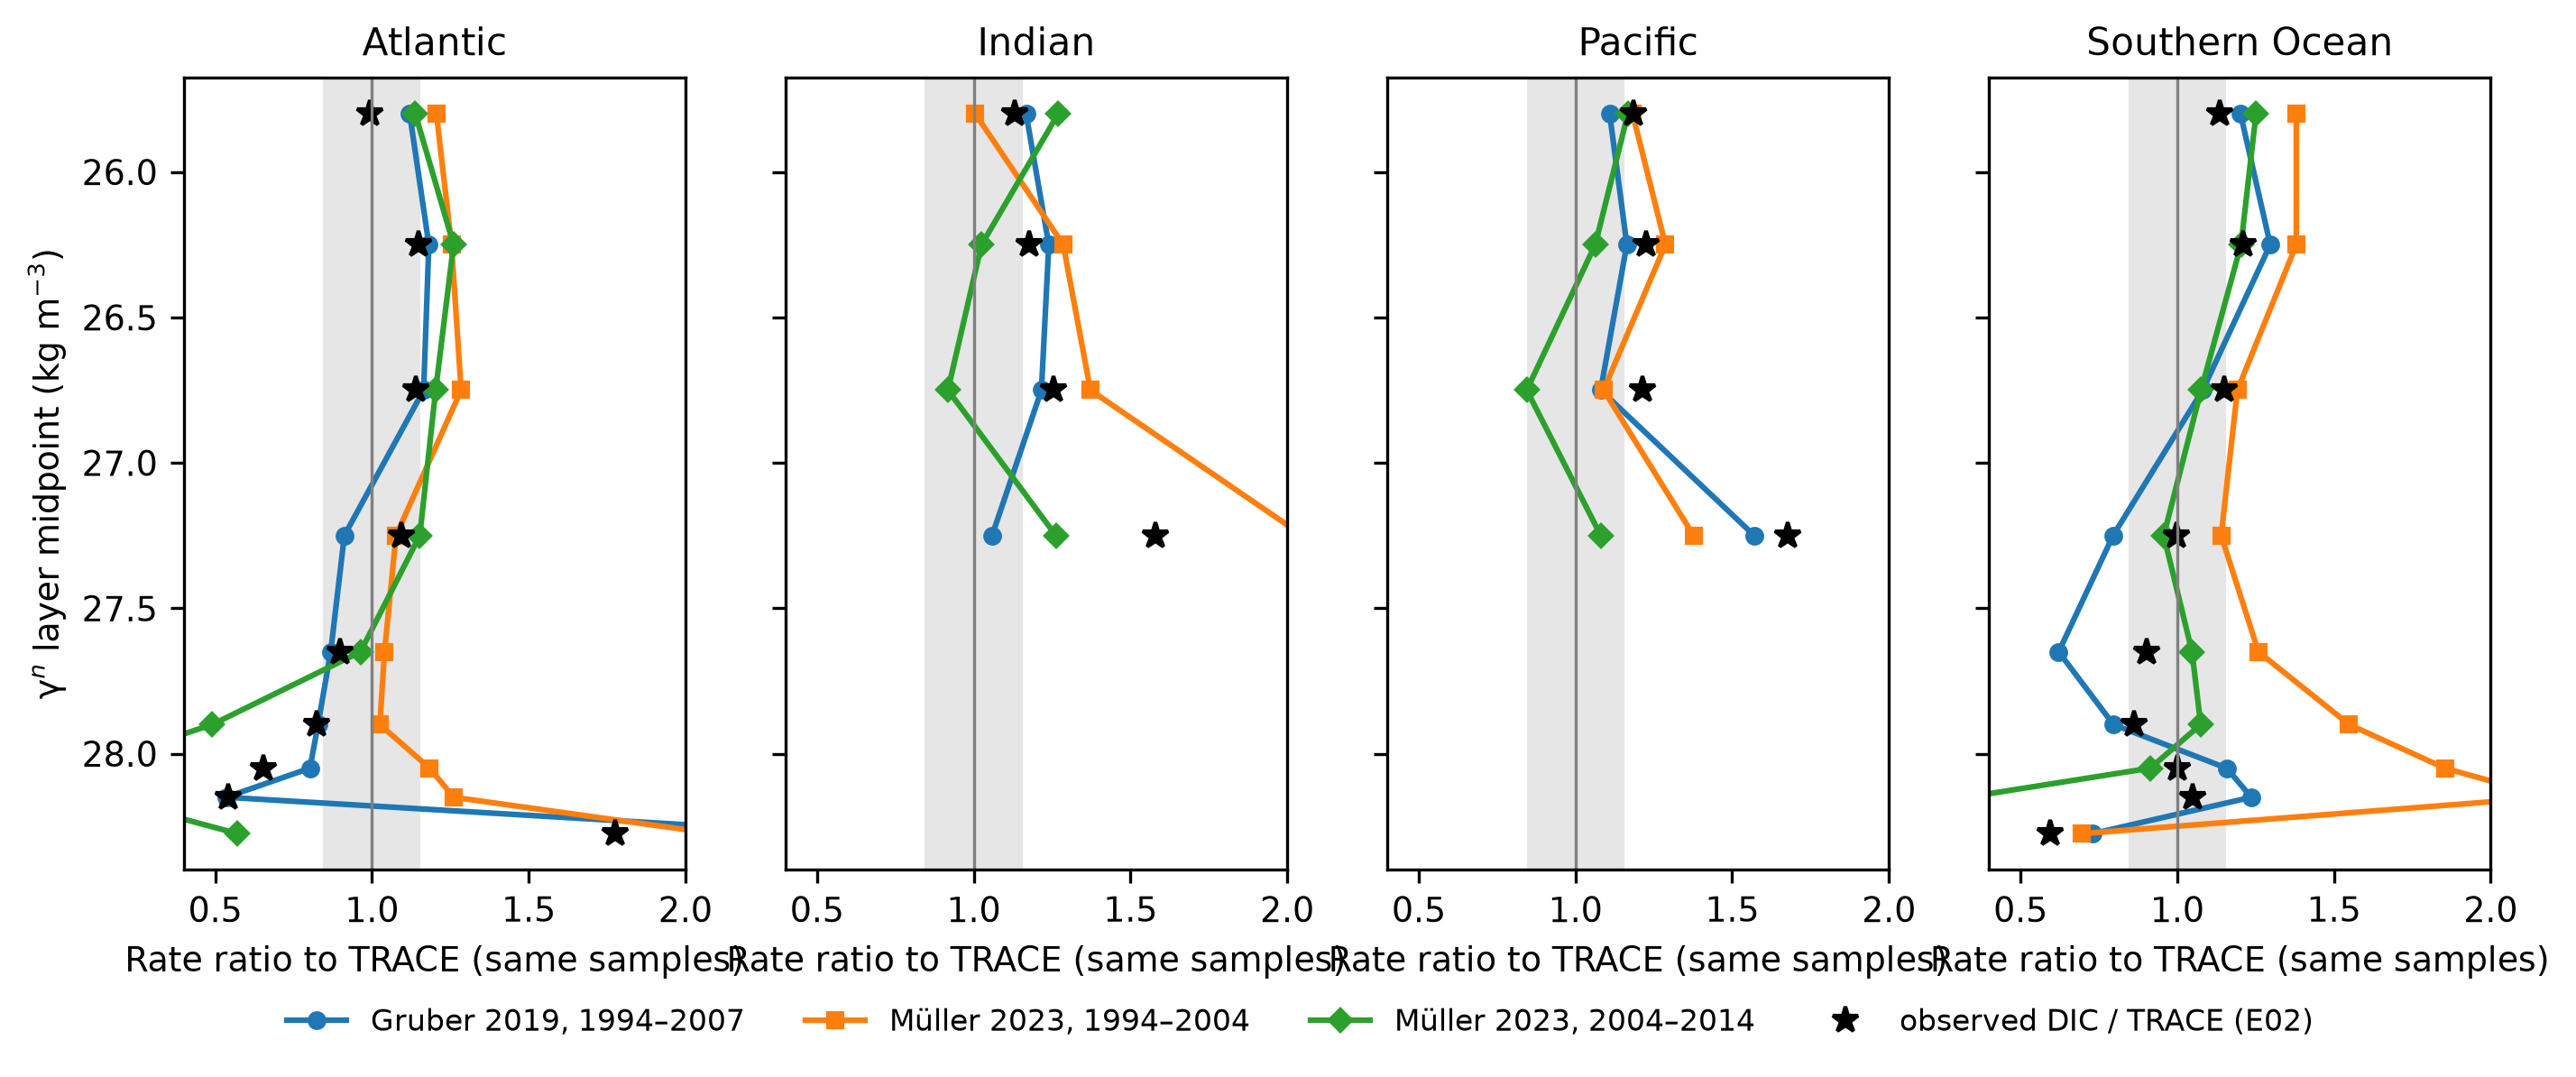 Atlantic
Indian
Pacific
Southern Ocean
γⁿ layer midpoint (kg m⁻³)
26.0
26.5
27.0
27.5
28.0
0.5 1.0 1.5 2.0
0.5 1.0 1.5 2.0
0.5 1.0 1.5 2.0
0.5 1.0 1.5 2.0
Rate ratio to TRACE (same samples)
Rate ratio to TRACE (same samples)
Rate ratio to TRACE (same samples)
Rate ratio to TRACE (same samples)
Gruber 2019, 1994–2007
Müller 2023, 1994–2004
Müller 2023, 2004–2014
observed DIC / TRACE (E02)